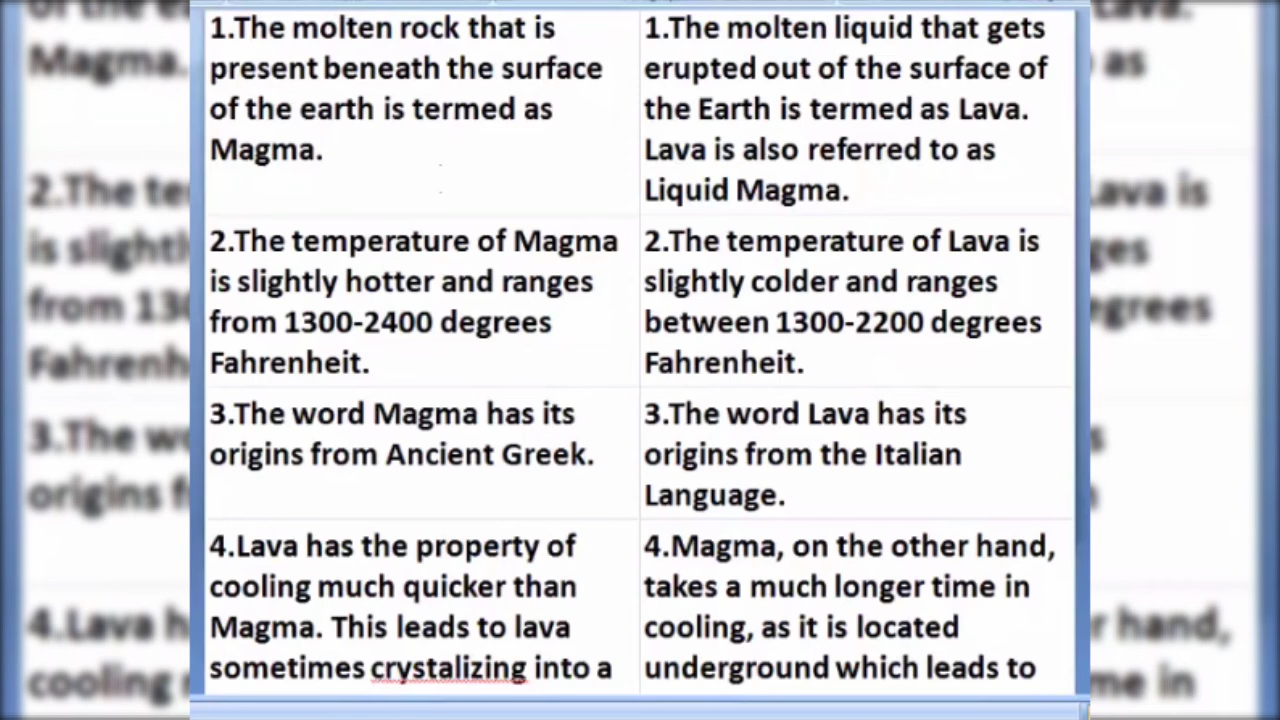 1.The molten rock that is
present beneath the surface
of the earth is termed as
Magma.
1.The molten liquid that gets
erupted out of the surface of
the Earth is termed as Lava.
Lava is also referred to as
Liquid Magma.
2.The temperature of Magma
is slightly hotter and ranges
from 1300-2400 degrees
Fahrenheit.
2.The temperature of Lava is
slightly colder and ranges
between 1300-2200 degrees
Fahrenheit.
3.The word Magma has its
origins from Ancient Greek.
3.The word Lava has its
origins from the Italian
Language.
4.Lava has the property of
cooling much quicker than
Magma. This leads to lava
sometimes crystalizing into a
4.Magma, on the other hand,
takes a much longer time in
cooling, as it is located
underground which leads to